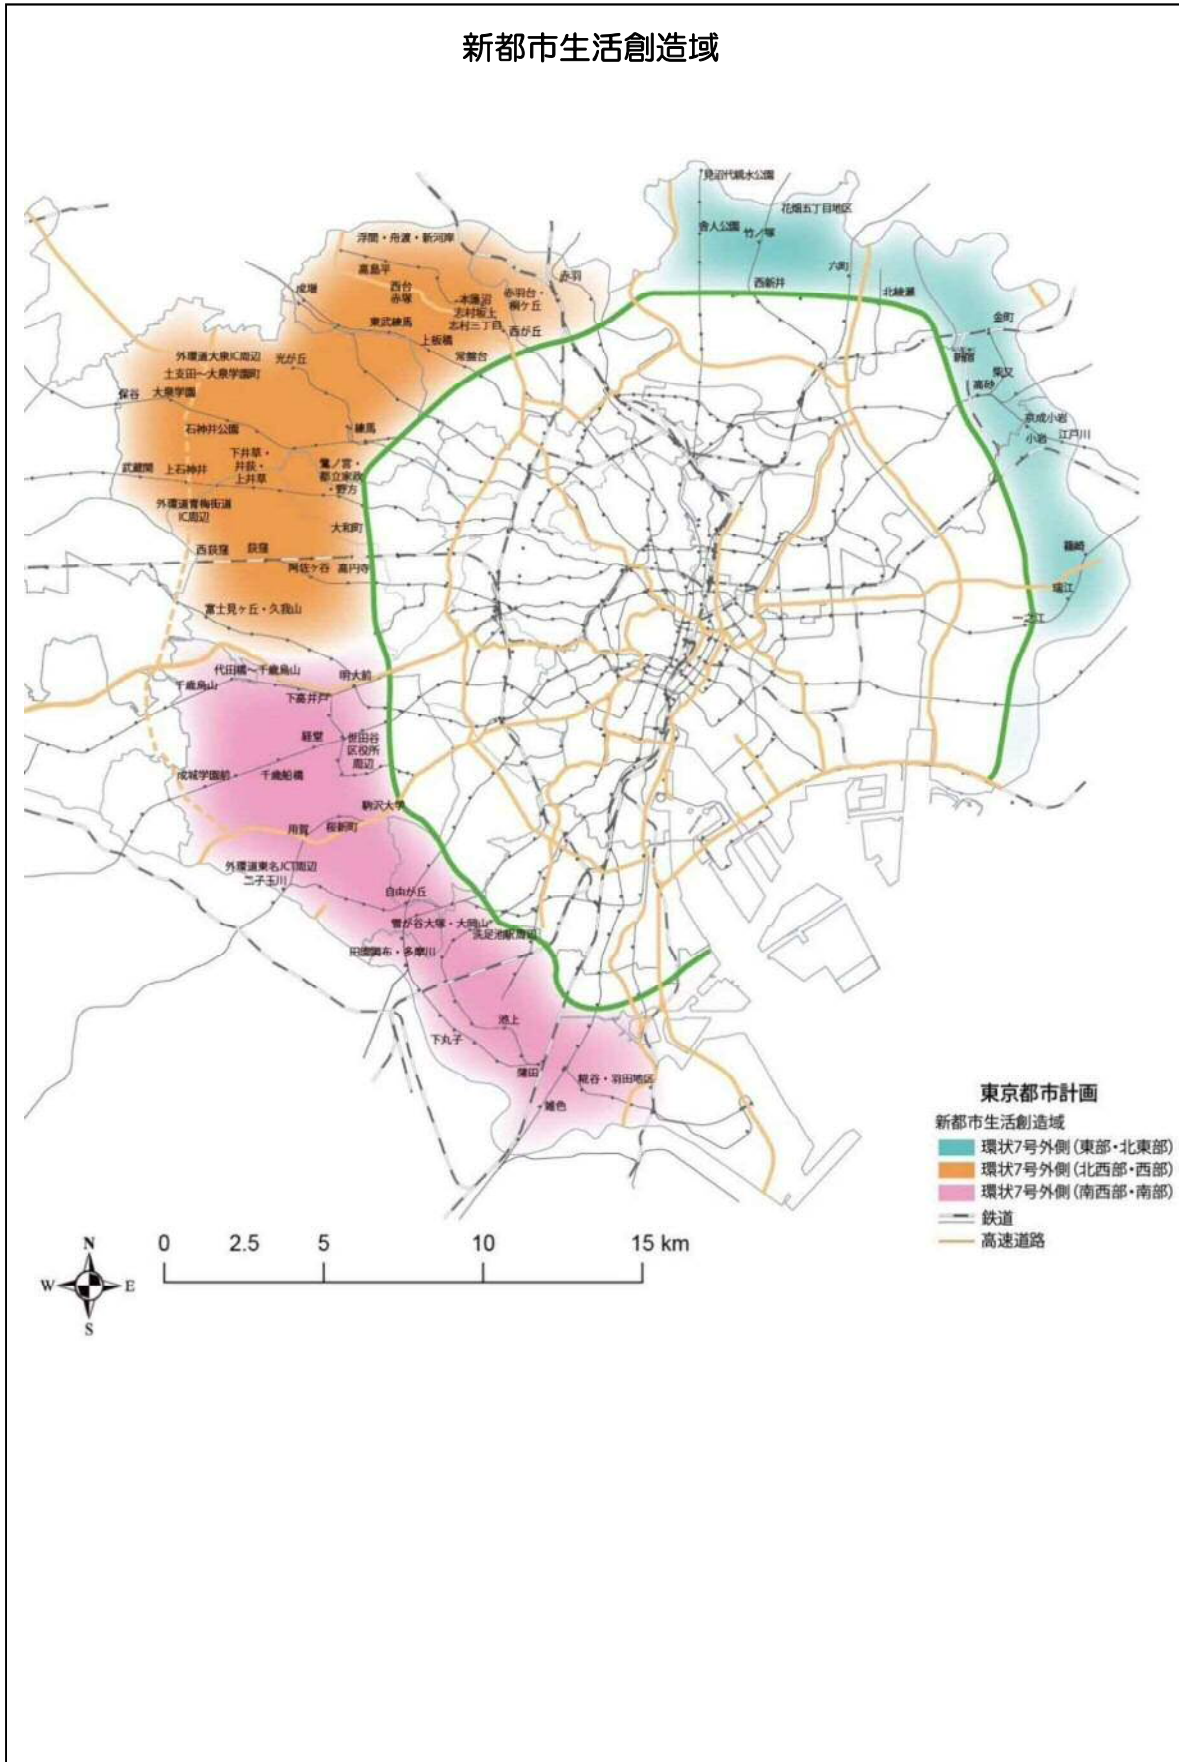 新都市生活創造域
見沼代親水公園
花畑五丁目地区
舎人公園
竹ノ塚
六町
西新井
北綾瀬
浮間・舟渡・新河岸
赤羽
高島平
成増
西台
赤塚
本蓮沼
志村坂上
志村三丁目
赤羽台・
桐ケ丘
東武練馬
上板橋
西が丘
常盤台
金町
新宿
柴又
高砂
京成小岩
小岩
江戸川
外環道大泉IC周辺
光が丘
土支田〜大泉学園町
保谷
大泉学園
石神井公園
練馬
武蔵関
上石神井
下井草・
井荻・
上井草
鷺ノ宮・
都立家政
・野方
外環道青梅街道
IC周辺
大和町
西荻窪
荻窪
阿佐ヶ谷
高円寺
篠崎
瑞江
一之江
富士見ヶ丘・久我山
代田橋〜千歳烏山
千歳烏山
明大前
下高井戸
経堂
世田谷
区役所
周辺
成城学園前
千歳船橋
駒沢大学
用賀
桜新町
外環道東名JCT周辺
二子玉川
自由が丘
雪が谷大塚・大岡山
洗足池駅周辺
田園調布・多摩川
池上
下丸子
蒲田
糀谷・羽田地区
雑色
東京都市計画
新都市生活創造域
環状7号外側（東部・北東部）
環状7号外側（北西部・西部）
環状7号外側（南西部・南部）
鉄道
高速道路
N
W
E
S
0 2.5 5 10 15 km